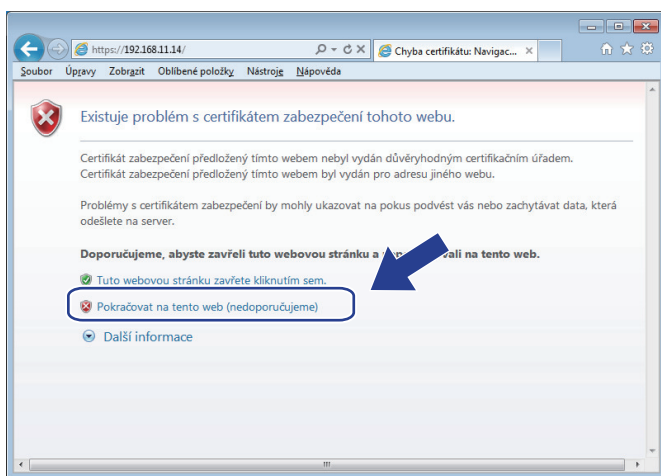 https://192.168.11.14/
Chyba certifikátu: Navigac...
Soubor Úpravy Zobrazit Oblíbené položky Nástroje Nápověda
Existuje problém s certifikátem zabezpečení tohoto webu.
Certifikát zabezpečení předložený tímto webem nebyl vydán důvěryhodným certifikačním úřadem.
Certifikát zabezpečení předložený tímto webem byl vydán pro adresu jiného webu.
Problémy s certifikátem zabezpečení by mohly ukazovat na pokus podvést vás nebo zachytávat data, která
odešlete na server.
Doporučujeme, abyste zavřeli tuto webovou stránku a vali na tento web.
Tuto webovou stránku zavřete kliknutím sem.
Pokračovat na tento web (nedoporučujeme)
Další informace